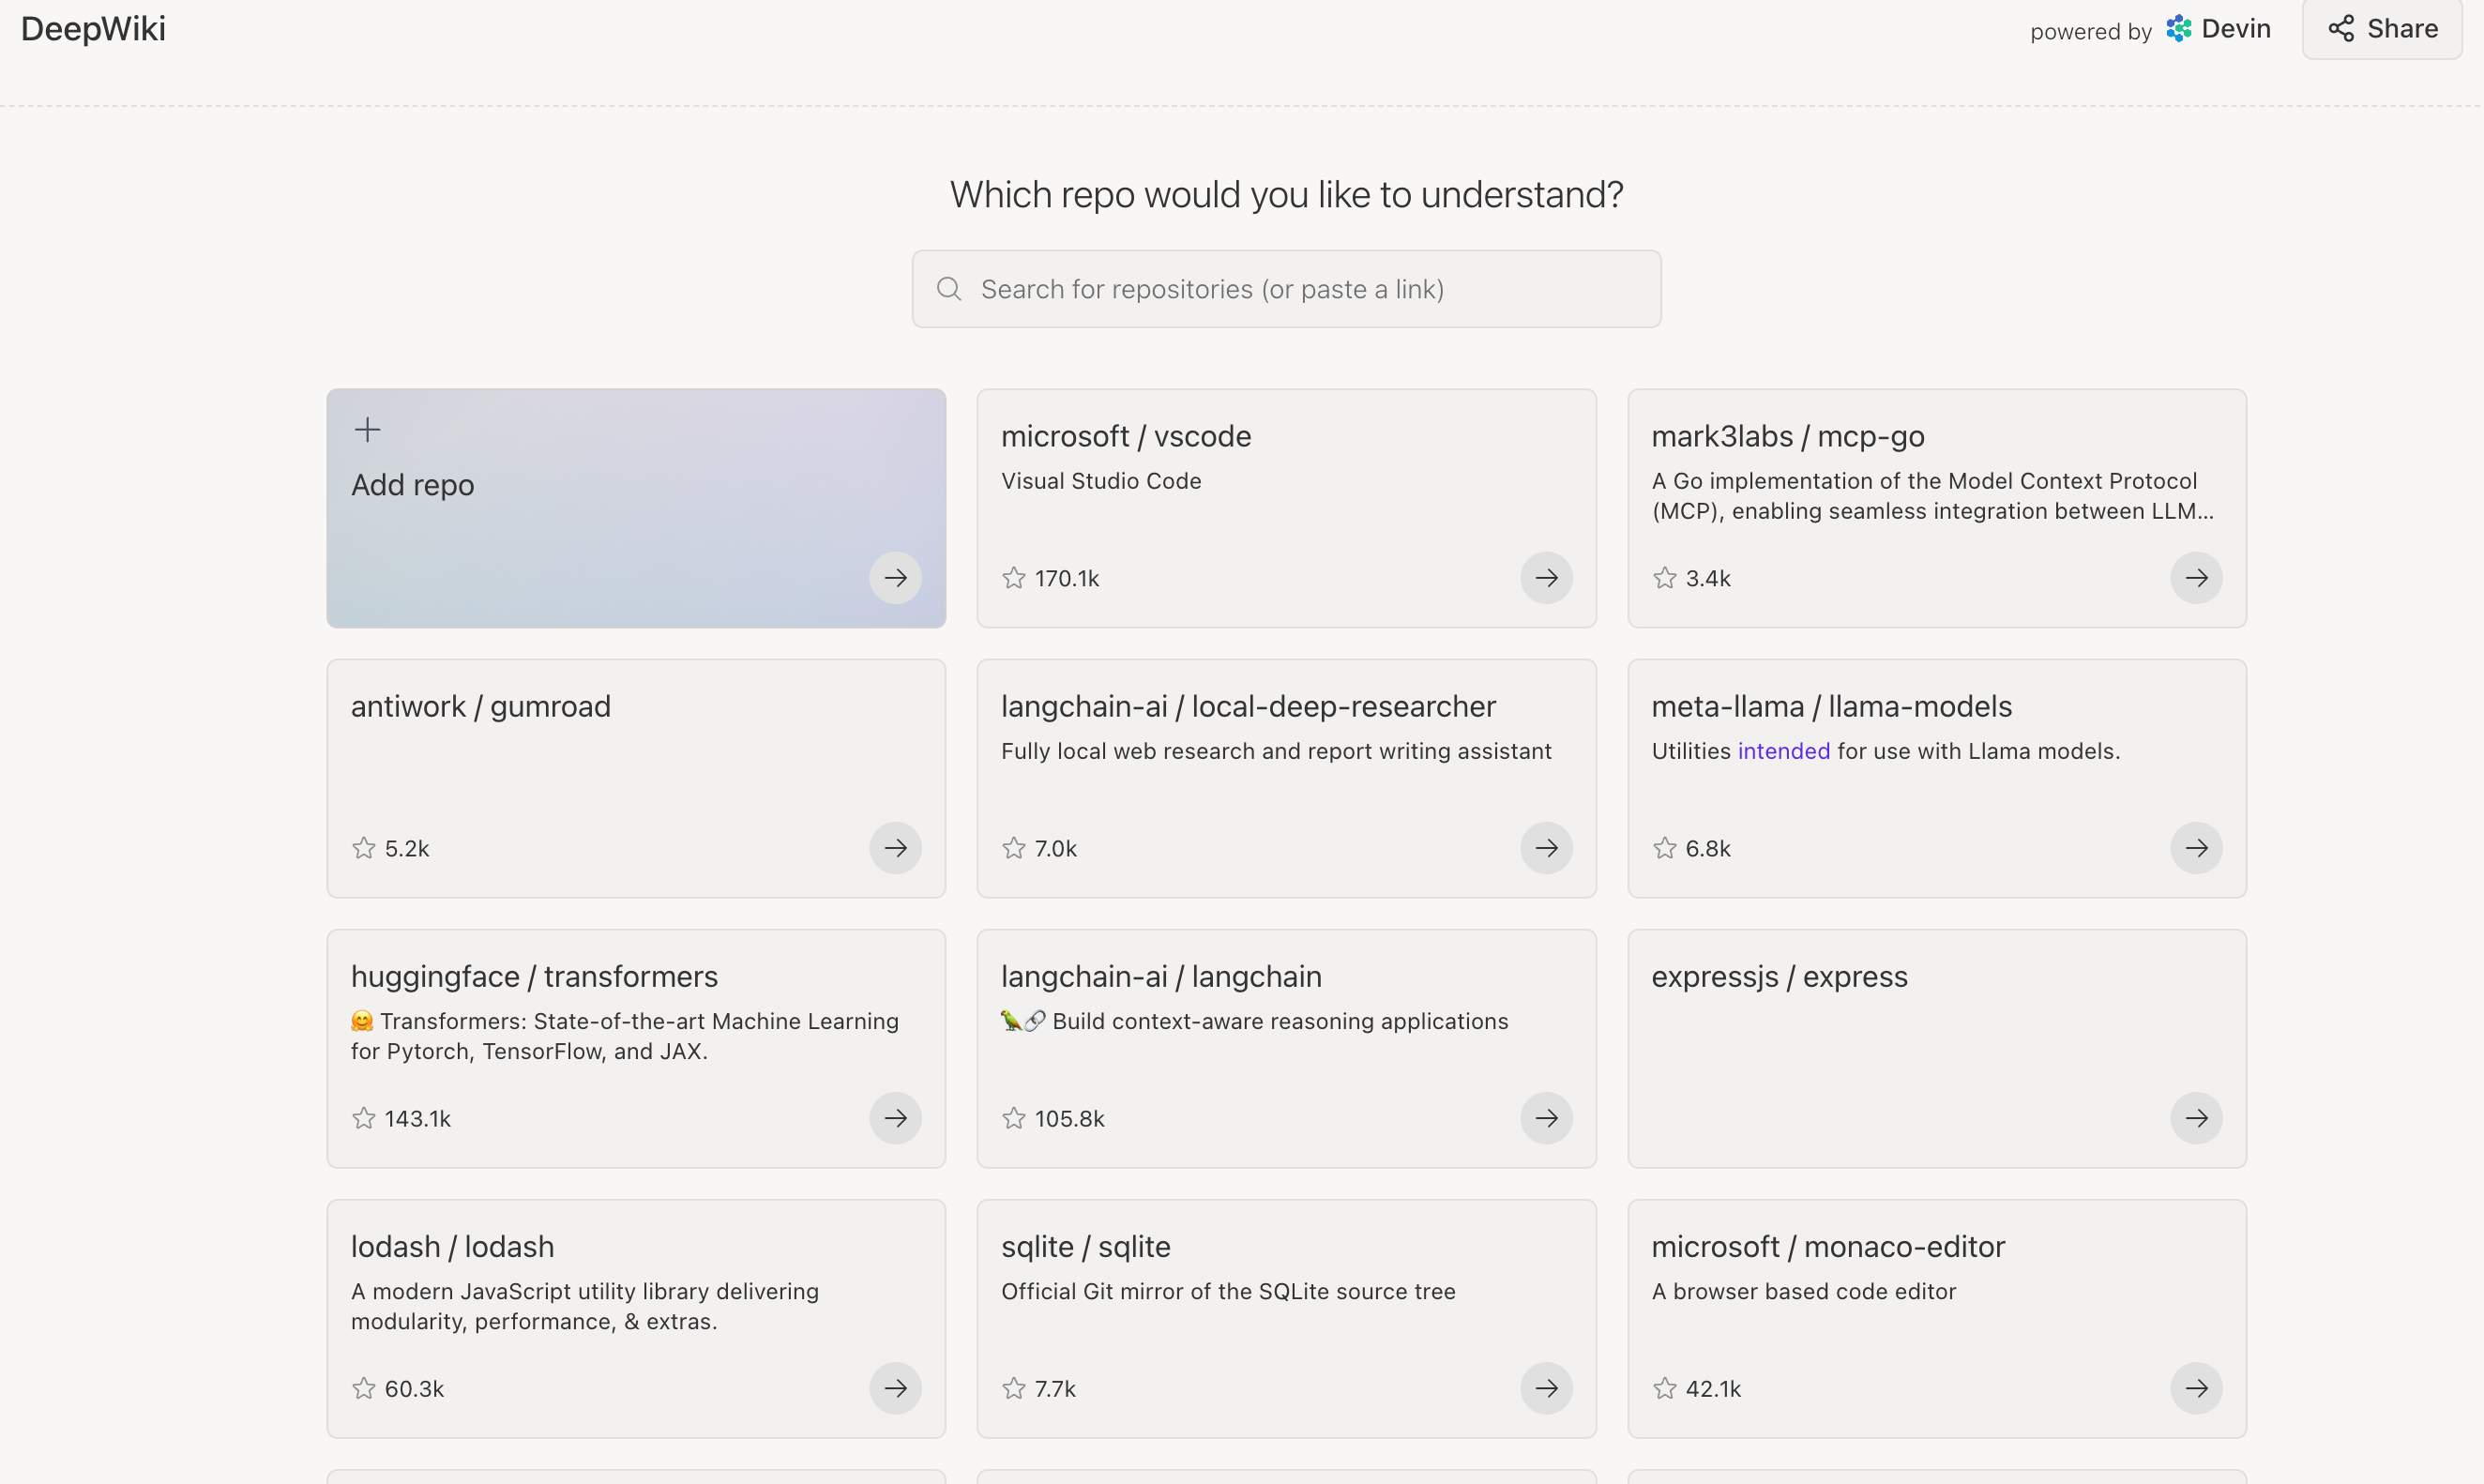 DeepWiki
powered by Devin
Share
Which repo would you like to understand?
Search for repositories (or paste a link)
Add repo
microsoft / vscode
Visual Studio Code
170.1k
mark3labs / mcp-go
A Go implementation of the Model Context Protocol
(MCP), enabling seamless integration between LLM...
3.4k
antiwork / gumroad
5.2k
langchain-ai / local-deep-researcher
Fully local web research and report writing assistant
7.0k
meta-llama / llama-models
Utilities intended for use with Llama models.
6.8k
huggingface / transformers
🤗 Transformers: State-of-the-art Machine Learning
for Pytorch, TensorFlow, and JAX.
143.1k
langchain-ai / langchain
🦜🔗 Build context-aware reasoning applications
105.8k
expressjs / express
lodash / lodash
A modern JavaScript utility library delivering
modularity, performance, & extras.
60.3k
sqlite / sqlite
Official Git mirror of the SQLite source tree
7.7k
microsoft / monaco-editor
A browser based code editor
42.1k